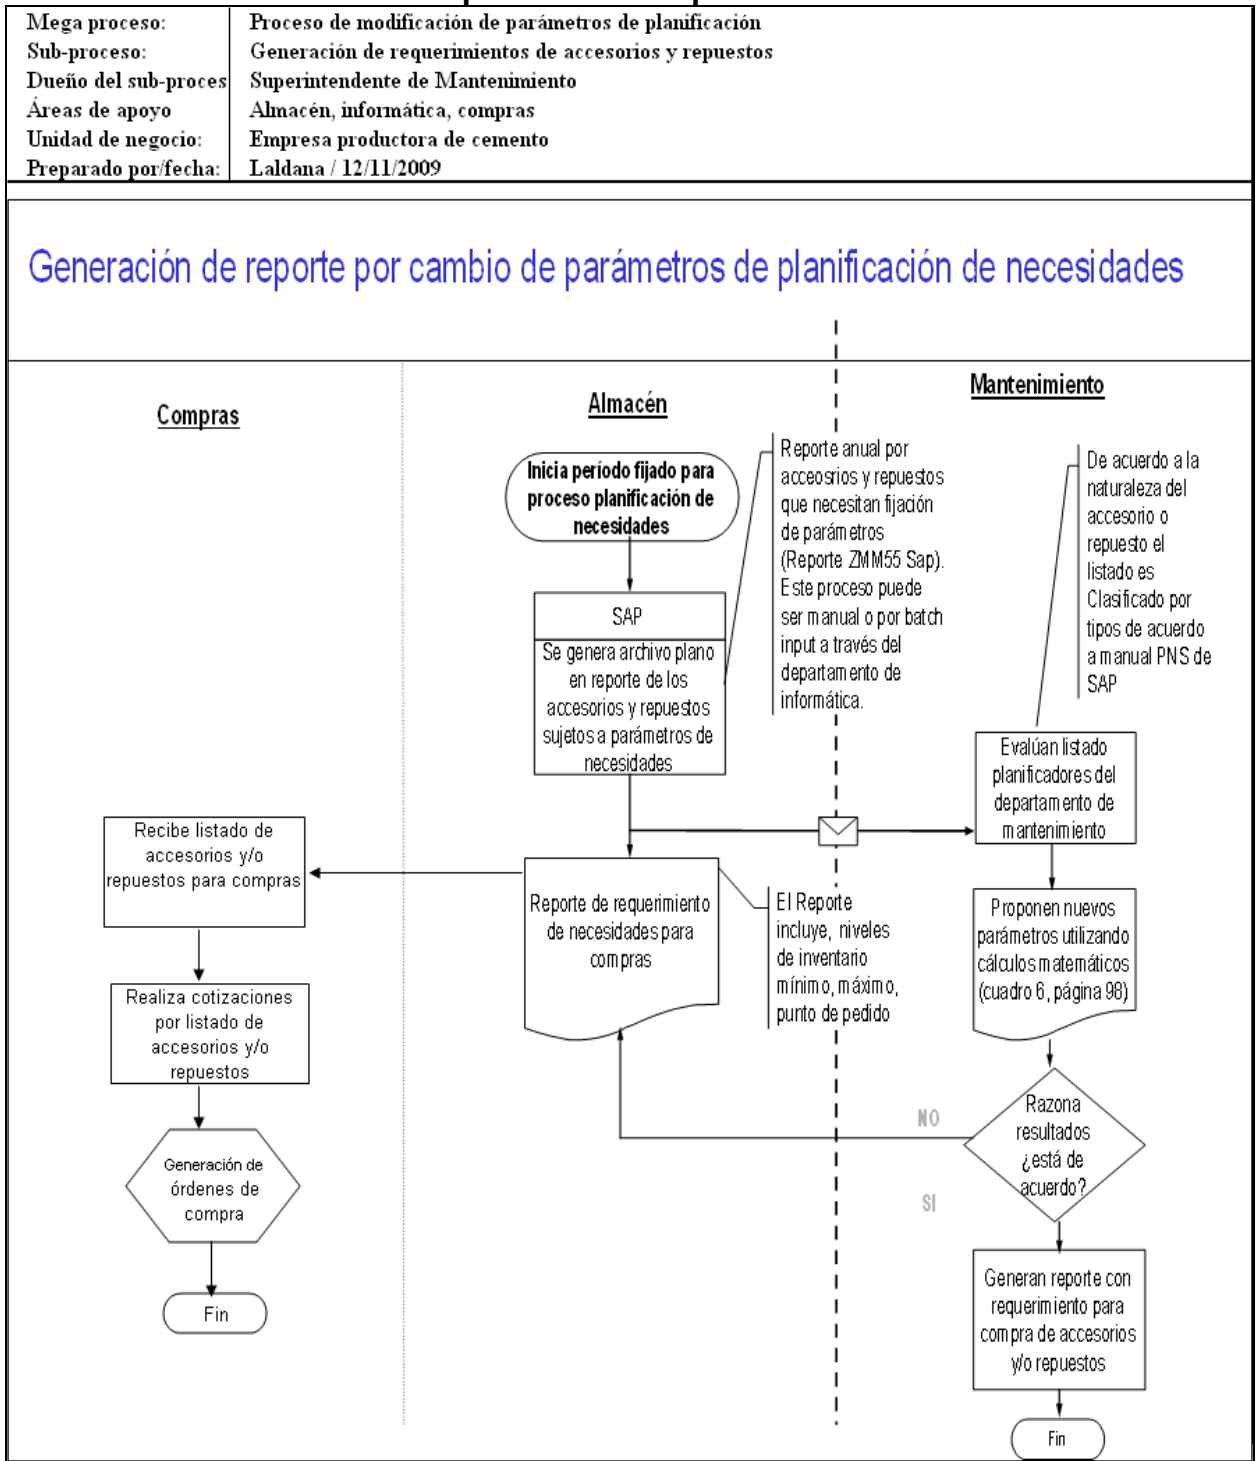 Mega proceso: Proceso de modificación de parámetros de planificación
Sub-proceso: Generación de requerimientos de accesorios y repuestos
Dueño del sub-proces Superintendente de Mantenimiento
Áreas de apoyo Almacén, informática, compras
Unidad de negocio: Empresa productora de cemento
Preparado por/fecha: Laldana / 12/11/2009
Generación de reporte por cambio de parámetros de planificación de necesidades
Compras
Almacén
Mantenimiento
Inicia período fijado para
proceso planificación de
necesidades
Reporte anual por
acceosrios y repuestos
que necesitan fijación
de parámetros
(Reporte ZMM55 Sap).
Este proceso puede
ser manual o por batch
input a través del
departamento de
informática.
De acuerdo a la
naturaleza del
accesorio o
repuesto el
listado es
Clasificado por
tipos de acuerdo
a manual PNS de
SAP
SAP
Se genera archivo plano
en reporte de los
accesorios y repuestos
sujetos a parámetros de
necesidades
Evalúan listado
planificadores del
departamento de
mantenimiento
Recibe listado de
accesorios y/o
repuestos para compras
Reporte de requerimiento
de necesidades para
compras
El Reporte
incluye, niveles
de inventario
mínimo, máximo,
punto de pedido
Proponen nuevos
parámetros utilizando
cálculos matemáticos
(cuadro 6, página 98)
Realiza cotizaciones
por listado de
accesorios y/o
repuestos
NO
Razona
resultados
¿está de
acuerdo?
SI
Generación de
órdenes de
compra
Generan reporte con
requerimiento para
compra de accesorios
y/o repuestos
Fin
Fin